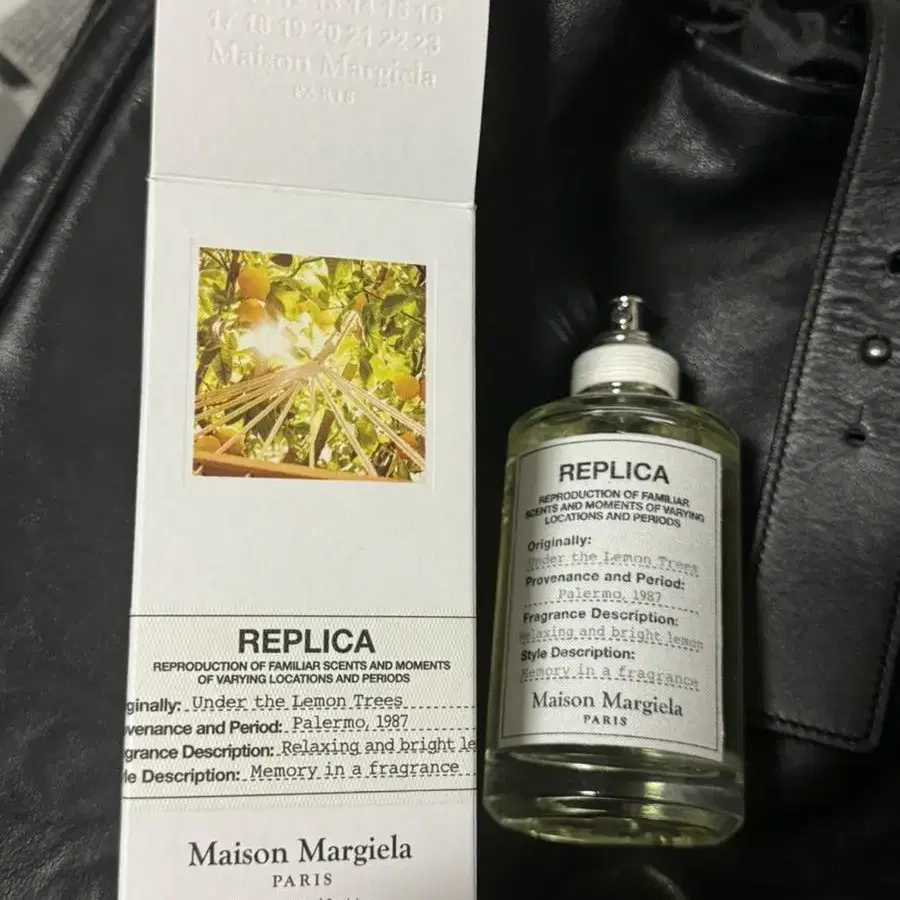 17 18 19 20 21 22 23
Maison Margiela
PARIS
REPLICA
REPRODUCTION OF FAMILIAR SCENTS AND MOMENTS
OF VARYING LOCATIONS AND PERIODS
ginally: Under the Lemon Trees
venance and Period: Palermo, 1987
grance Description: Relaxing and bright le
le Description: Memory in a fragrance
Maison Margiela
PARIS
REPLICA
REPRODUCTION OF FAMILIAR
SCENTS AND MOMENTS OF VARYING
LOCATIONS AND PERIODS
Originally:
Under the Lemon Trees
Provenance and Period:
Palermo, 1987
Fragrance Description:
Relaxing and bright lemon
Style Description:
Memory in a fragrance
Maison Margiela
PARIS